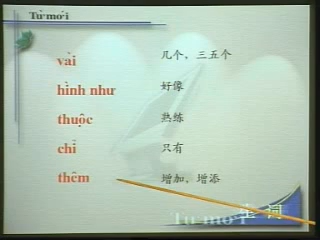 Từ mới
vài 几个，三五个
hình như 好像
thuộc 熟练
chỉ 只有
thêm 增加，增添
Từ mới 生 词